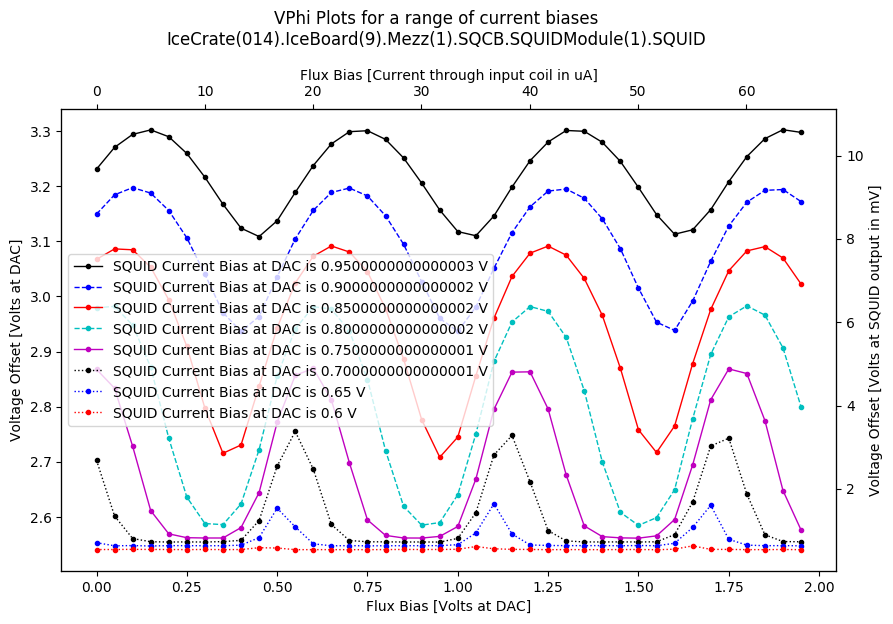 VPhi Plots for a range of current biases
IceCrate(014).IceBoard(9).Mezz(1).SQCB.SQUIDModule(1).SQUID
Flux Bias [Current through input coil in uA]
0 10 20 30 40 50 60
3.3
3.2
3.1
3.0
2.9
2.8
2.7
2.6
Voltage Offset [Volts at DAC]
SQUID Current Bias at DAC is 0.9500000000000003 V
SQUID Current Bias at DAC is 0.9000000000000002 V
SQUID Current Bias at DAC is 0.8500000000000002 V
SQUID Current Bias at DAC is 0.8000000000000002 V
SQUID Current Bias at DAC is 0.7500000000000001 V
SQUID Current Bias at DAC is 0.7000000000000001 V
SQUID Current Bias at DAC is 0.65 V
SQUID Current Bias at DAC is 0.6 V
10
8
6
4
2
Voltage Offset [Volts at SQUID output in mV]
0.00 0.25 0.50 0.75 1.00 1.25 1.50 1.75 2.00
Flux Bias [Volts at DAC]